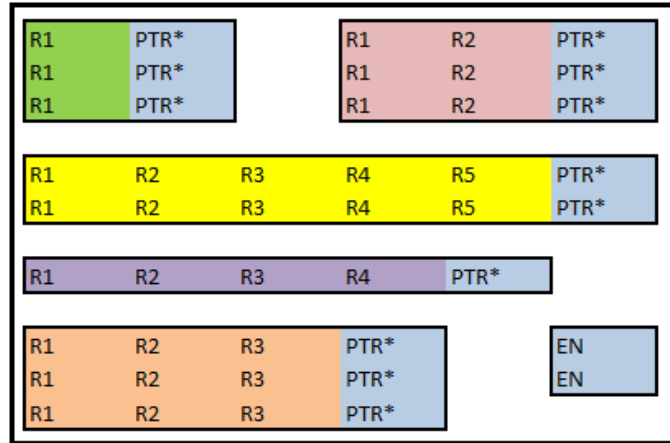 R1 PTR* R1 R2 PTR*
R1 PTR* R1 R2 PTR*
R1 PTR* R1 R2 PTR*
R1 R2 R3 R4 R5 PTR*
R1 R2 R3 R4 R5 PTR*
R1 R2 R3 R4 PTR*
R1 R2 R3 PTR* EN
R1 R2 R3 PTR* EN
R1 R2 R3 PTR*